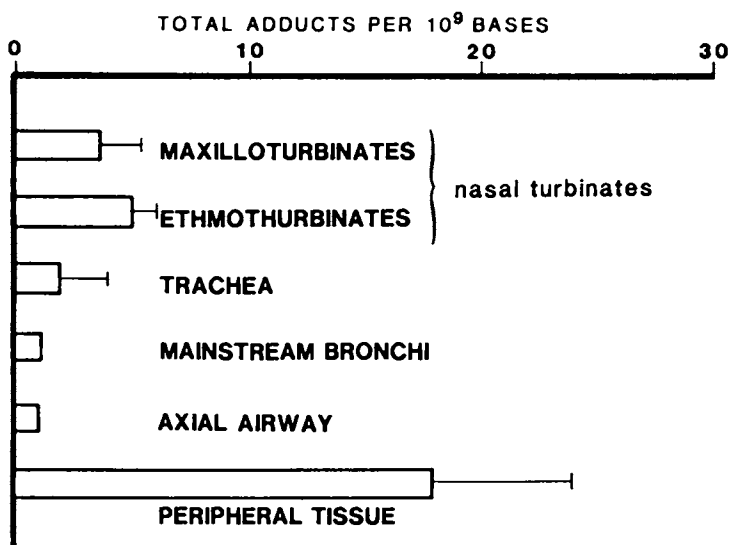 TOTAL ADDUCTS PER 10⁹ BASES
0 10 20 30
MAXILLOTURBINATES
nasal turbinates
ETHMOTHURBINATES
TRACHEA
MAINSTREAM BRONCHI
AXIAL AIRWAY
PERIPHERAL TISSUE